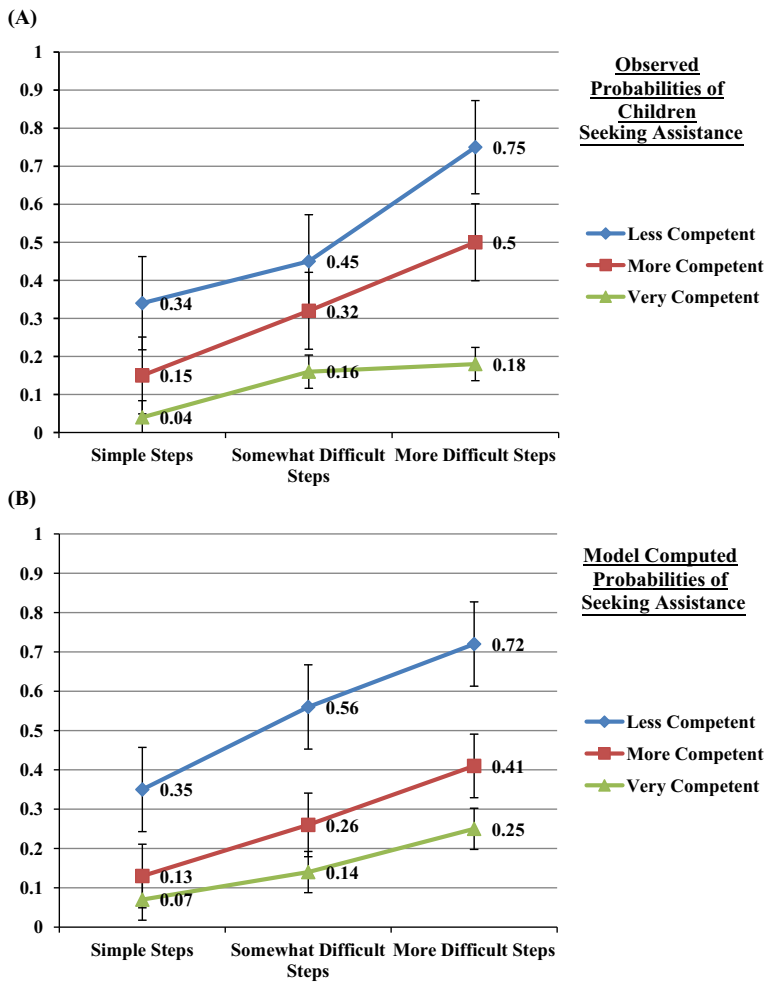 (A)
1
0.9
0.8
0.7
0.6
0.5
0.4
0.3
0.2
0.1
0
0.34
0.45
0.75
0.15
0.32
0.5
0.04
0.16
0.18
Simple Steps
Somewhat Difficult
Steps
More Difficult Steps
Observed
Probabilities of
Children
Seeking Assistance
Less Competent
More Competent
Very Competent
(B)
1
0.9
0.8
0.7
0.6
0.5
0.4
0.3
0.2
0.1
0
0.35
0.56
0.72
0.13
0.26
0.41
0.07
0.14
0.25
Simple Steps
Somewhat Difficult
Steps
More Difficult Steps
Model Computed
Probabilities of
Seeking Assistance
Less Competent
More Competent
Very Competent